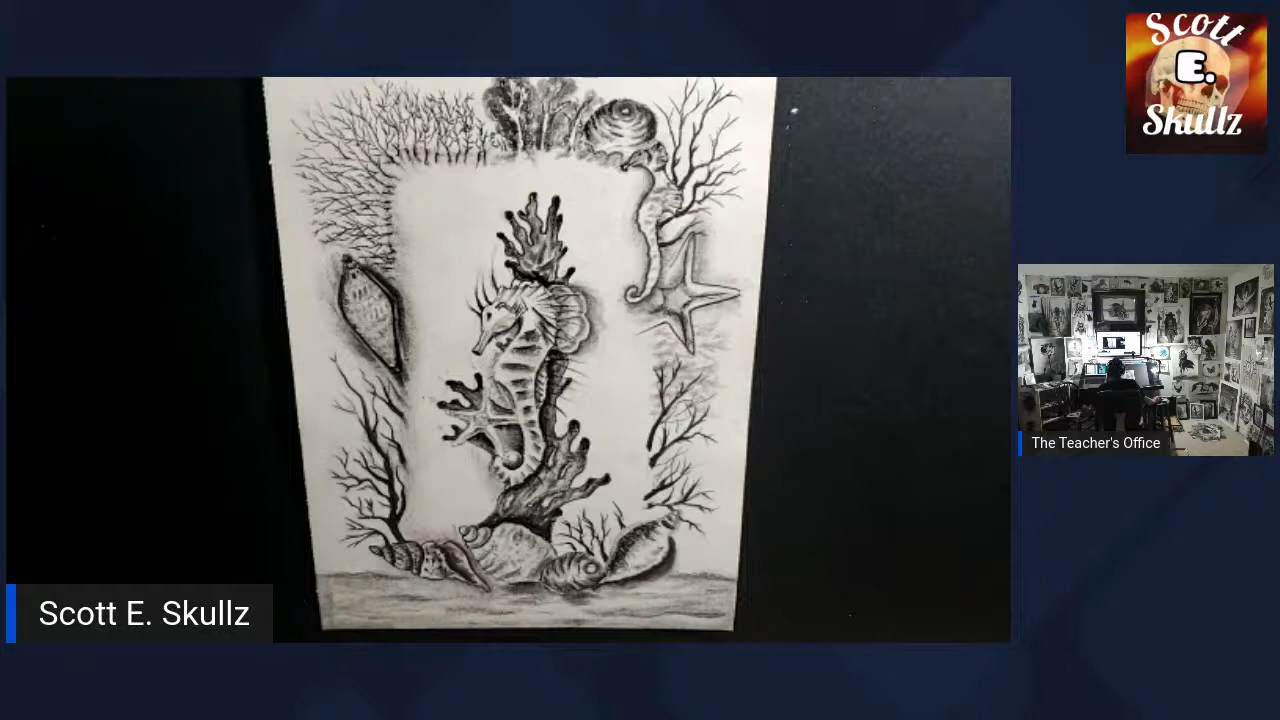 Scott
E.
Skullz
The Teacher's Office
Scott E. Skullz